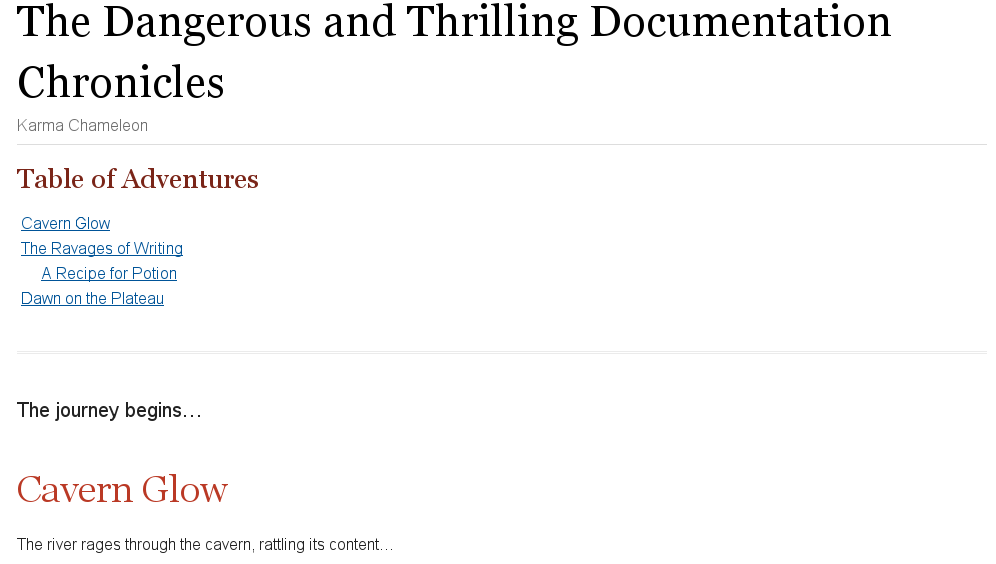 The Dangerous and Thrilling Documentation
Chronicles
Karma Chameleon
Table of Adventures
Cavern Glow
The Ravages of Writing
A Recipe for Potion
Dawn on the Plateau
The journey begins…
Cavern Glow
The river rages through the cavern, rattling its content…